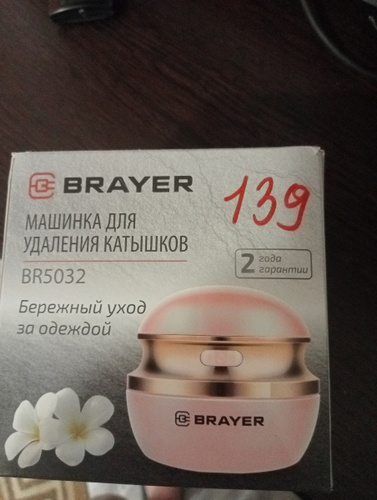 BRAYER
139
МАШИНКА ДЛЯ
УДАЛЕНИЯ КАТЫШКОВ
BR5032
2 года
гарантии
Бережный уход
за одеждой
BRAYER